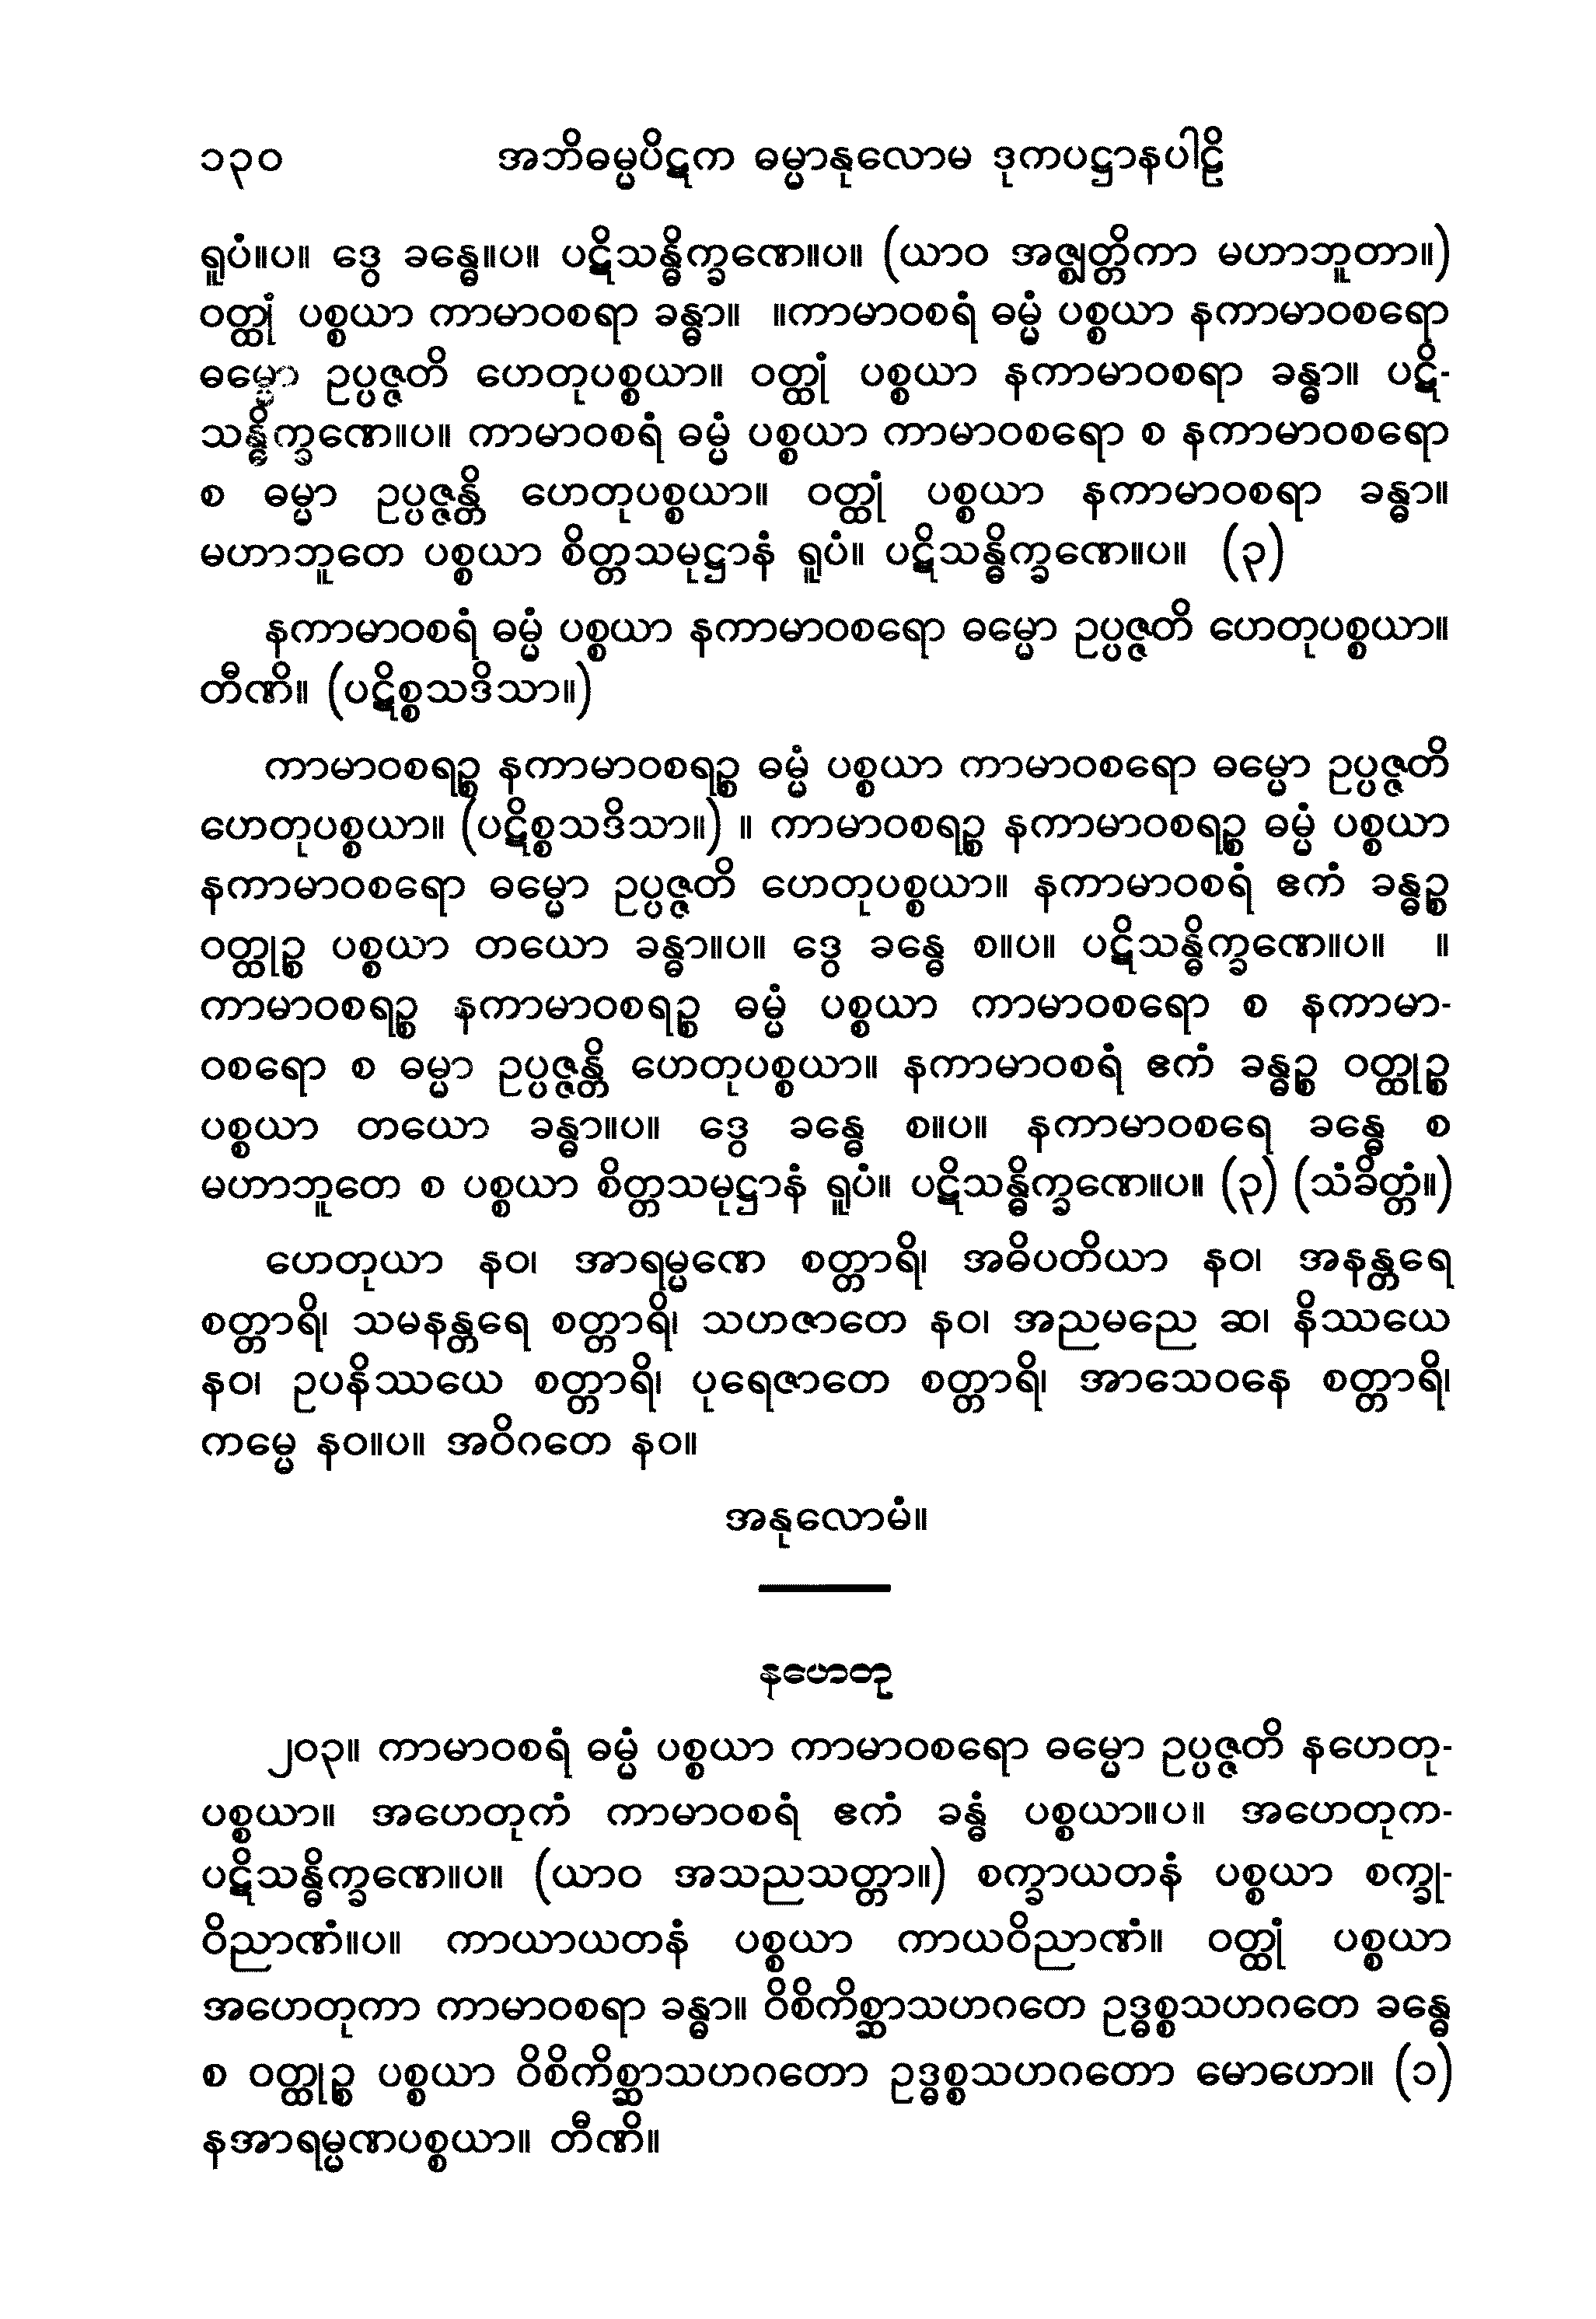 ၁၃၀ အဘိဓမ္မပိဋက ဓမ္မာနုလောမ ဒုကပဋ္ဌာနပါဠိ
ရူပံ။ပ။ ဒွေ ခန္ဓေ။ပ။ ပဋိသန္ဓိက္ခဏေ။ပ။ (ယာဝ အဇ္ဈတ္တိကာ မဟာဘူတာ။)
ဝတ္ထုံ ပစ္စယာ ကာမာဝစရာ ခန္ဓာ။ ။ကာမာဝစရံ ဓမ္မံ ပစ္စယာ နကာမာဝစရော
ဓမ္မော ဥပ္ပဇ္ဇတိ ဟေတုပစ္စယာ။ ဝတ္ထုံ ပစ္စယာ နကာမာဝစရာ ခန္ဓာ။ ပဋိ-
သန္ဓိက္ခဏေ။ပ။ ကာမာဝစရံ ဓမ္မံ ပစ္စယာ ကာမာဝစရော စ နကာမာဝစရော
စ ဓမ္မာ ဥပ္ပဇ္ဇန္တိ ဟေတုပစ္စယာ။ ဝတ္ထုံ ပစ္စယာ နကာမာဝစရာ ခန္ဓာ။
မဟာဘူတေ ပစ္စယာ စိတ္တသမုဋ္ဌာနံ ရူပံ။ ပဋိသန္ဓိက္ခဏေ။ပ။ (၃)
နကာမာဝစရံ ဓမ္မံ ပစ္စယာ နကာမာဝစရော ဓမ္မော ဥပ္ပဇ္ဇတိ ဟေတုပစ္စယာ။
တီဏိ။ (ပဋိစ္စသဒိသာ။)
ကာမာဝစရဉ္စ နကာမာဝစရဉ္စ ဓမ္မံ ပစ္စယာ ကာမာဝစရော ဓမ္မော ဥပ္ပဇ္ဇတိ
ဟေတုပစ္စယာ။ (ပဋိစ္စသဒိသာ။) ။ ကာမာဝစရဉ္စ နကာမာဝစရဉ္စ ဓမ္မံ ပစ္စယာ
နကာမာဝစရော ဓမ္မော ဥပ္ပဇ္ဇတိ ဟေတုပစ္စယာ။ နကာမာဝစရံ ဧကံ ခန္ဓဉ္စ
ဝတ္ထုဉ္စ ပစ္စယာ တယော ခန္ဓာ။ပ။ ဒွေ ခန္ဓေ စ။ပ။ ပဋိသန္ဓိက္ခဏေ။ပ။ ။
ကာမာဝစရဉ္စ နကာမာဝစရဉ္စ ဓမ္မံ ပစ္စယာ ကာမာဝစရော စ နကာမာ-
ဝစရော စ ဓမ္မာ ဥပ္ပဇ္ဇန္တိ ဟေတုပစ္စယာ။ နကာမာဝစရံ ဧကံ ခန္ဓဉ္စ ဝတ္ထုဉ္စ
ပစ္စယာ တယော ခန္ဓာ။ပ။ ဒွေ ခန္ဓေ စ။ပ။ နကာမာဝစရေ ခန္ဓေ စ
မဟာဘူတေ စ ပစ္စယာ စိတ္တသမုဋ္ဌာနံ ရူပံ။ ပဋိသန္ဓိက္ခဏေ။ပ။ (၃) (သံခိတ္တံ။)
ဟေတုယာ နဝ၊ အာရမ္မဏေ စတ္တာရိ၊ အဓိပတိယာ နဝ၊ အနန္တရေ
စတ္တာရိ၊ သမနန္တရေ စတ္တာရိ၊ သဟဇာတေ နဝ၊ အညမညေ ဆ၊ နိဿယေ
နဝ၊ ဥပနိဿယေ စတ္တာရိ၊ ပုရေဇာတေ စတ္တာရိ၊ အာသေဝနေ စတ္တာရိ၊
ကမ္မေ နဝ။ပ။ အဝိဂတေ နဝ။
အနုလောမံ။
နဟေတု
၂၀၃။ ကာမာဝစရံ ဓမ္မံ ပစ္စယာ ကာမာဝစရော ဓမ္မော ဥပ္ပဇ္ဇတိ နဟေတု-
ပစ္စယာ။ အဟေတုကံ ကာမာဝစရံ ဧကံ ခန္ဓံ ပစ္စယာ။ပ။ အဟေတုက-
ပဋိသန္ဓိက္ခဏေ။ပ။ (ယာဝ အသညသတ္တာ။) စက္ခာယတနံ ပစ္စယာ စက္ခု-
ဝိညာဏံ။ပ။ ကာယာယတနံ ပစ္စယာ ကာယဝိညာဏံ။ ဝတ္ထုံ ပစ္စယာ
အဟေတုကာ ကာမာဝစရာ ခန္ဓာ။ ဝိစိကိစ္ဆာသဟဂတေ ဥဒ္ဓစ္စသဟဂတေ ခန္ဓေ
စ ဝတ္ထုဉ္စ ပစ္စယာ ဝိစိကိစ္ဆာသဟဂတော ဥဒ္ဓစ္စသဟဂတော မောဟော။ (၁)
နအာရမ္မဏပစ္စယာ။ တီဏိ။